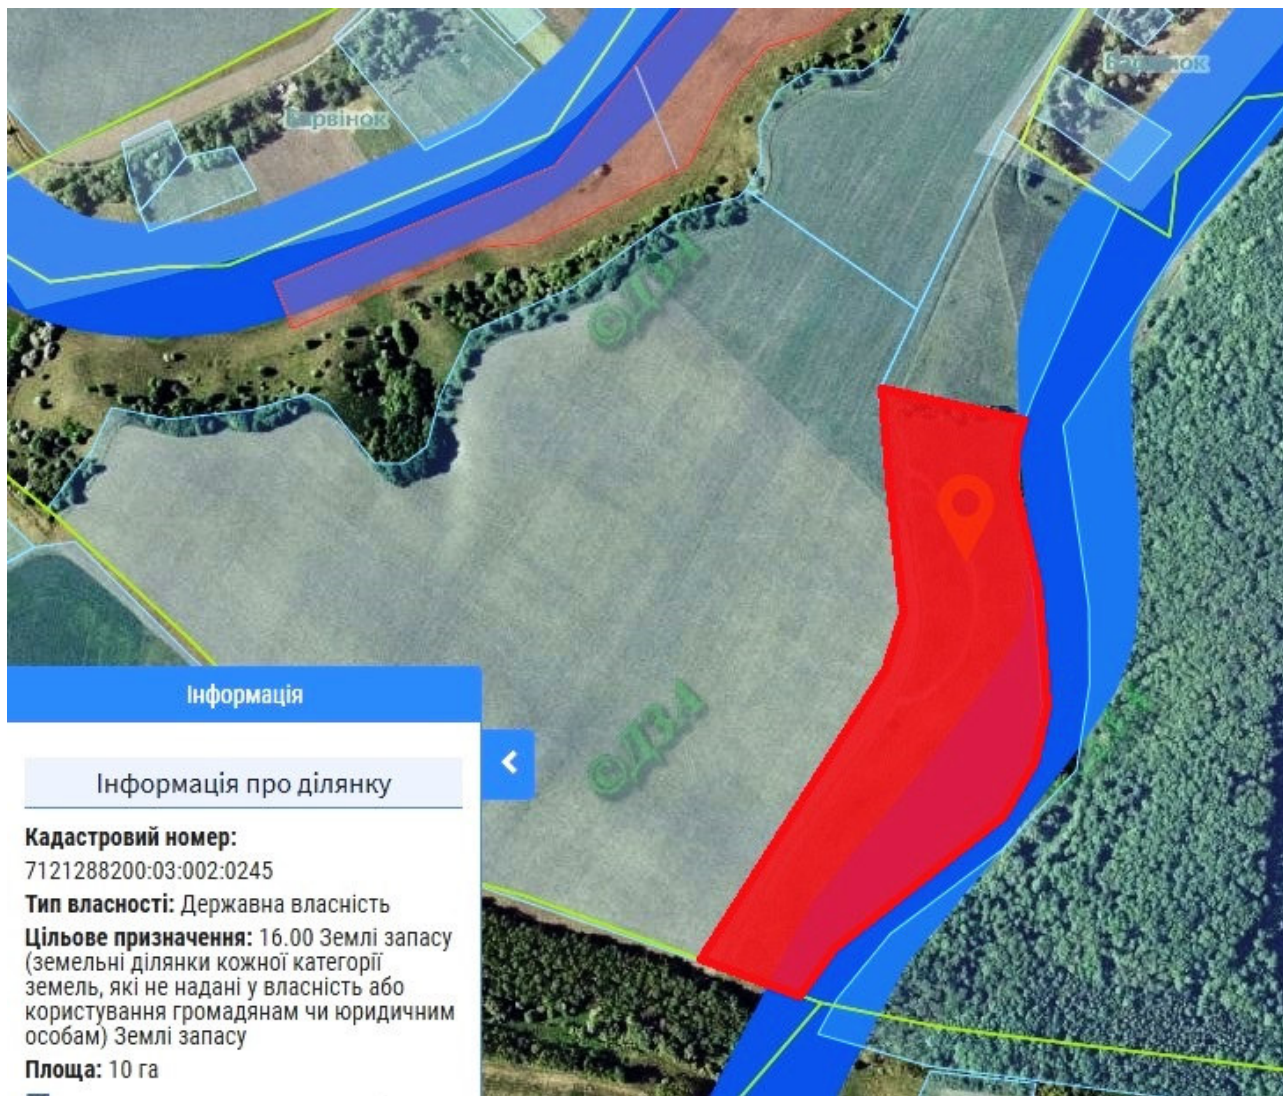 Барвінок
Барвінок
©ДЗА
©ДЗА
Інформація
Інформація про ділянку
Кадастровий номер:
7121288200:03:002:0245
Тип власності: Державна власність
Цільове призначення: 16.00 Землі запасу
(земельні ділянки кожної категорії
земель, які не надані у власність або
користування громадянам чи юридичним
особам) Землі запасу
Площа: 10 га